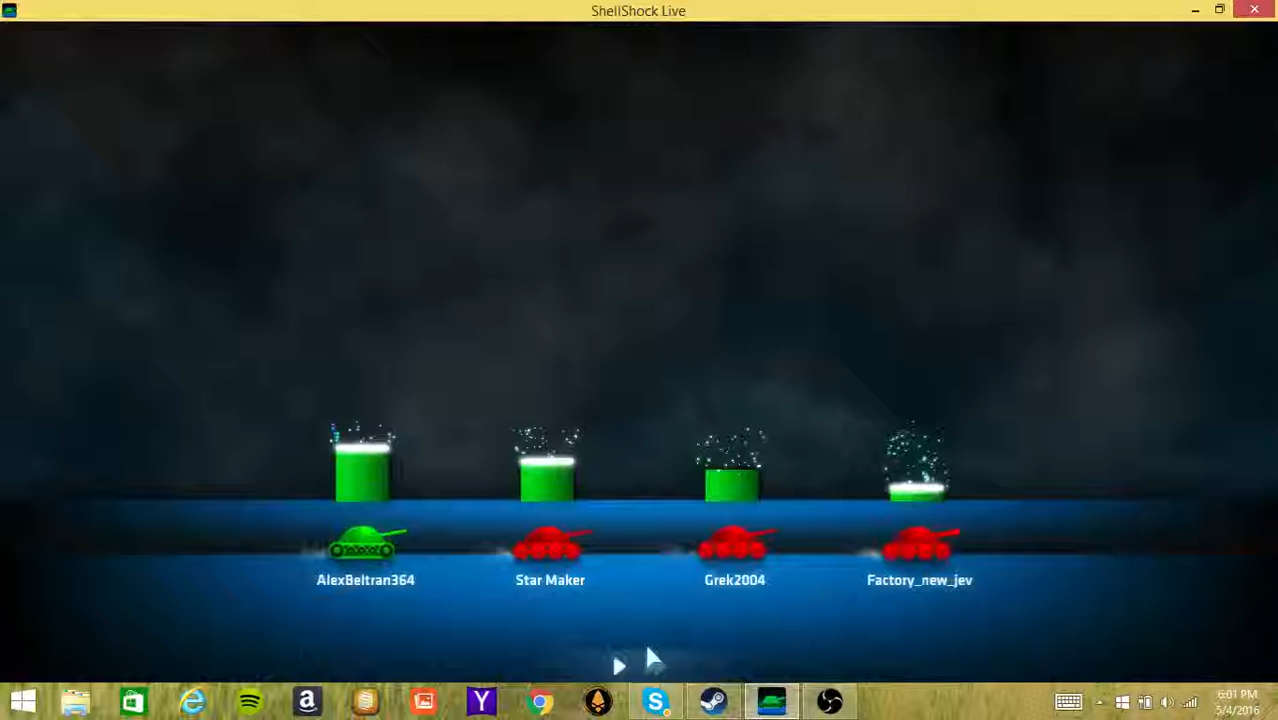 ShellShock Live
AlexBeltran364
Star Maker
Grek2004
Factory_new_jev
6:01 PM
5/4/2016